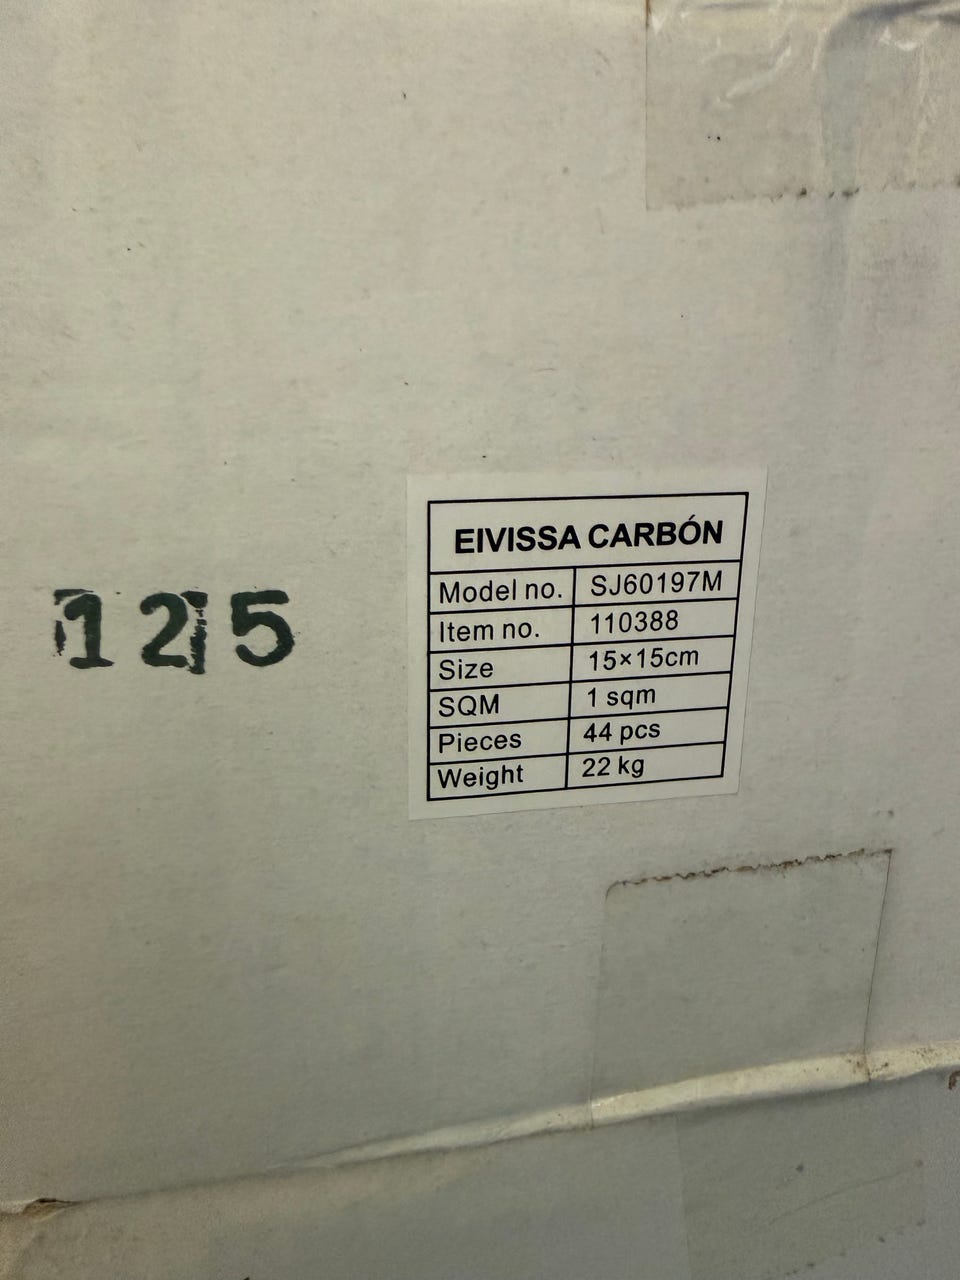 EIVISSA CARBÓN
Model no. SJ60197M
Item no. 110388
Size 15×15cm
SQM 1 sqm
Pieces 44 pcs
Weight 22 kg
125